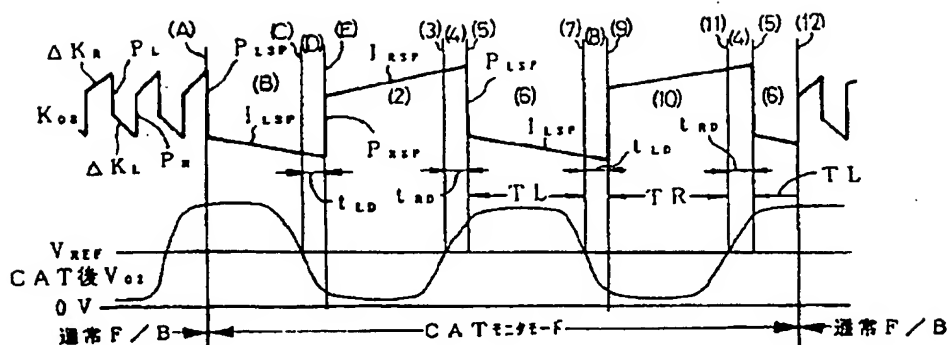 (A) (C) (D) (E) (3) (4) (5) (7) (8) (9) (11) (4) (5) (12)
ΔKR PL PLSP IRSP PLSP
(B) (2) (6) (10) (6)
K02 ILSP ILSP tRD
ΔKL PR PRSP tLD
tLD tRD TL TR TL
VREF
CAT後V02
0V
通常F/B CATモニタモード 通常F/B